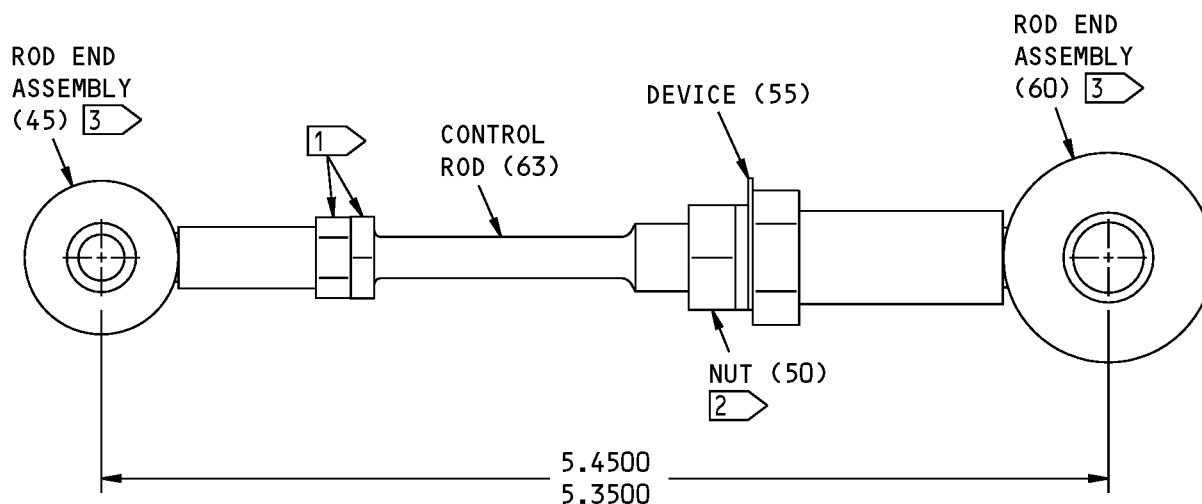 ROD END
ASSEMBLY
(45) 3
1
CONTROL
ROD (63)
DEVICE (55)
ROD END
ASSEMBLY
(60) 3
NUT (50)
2
5.4500
5.3500